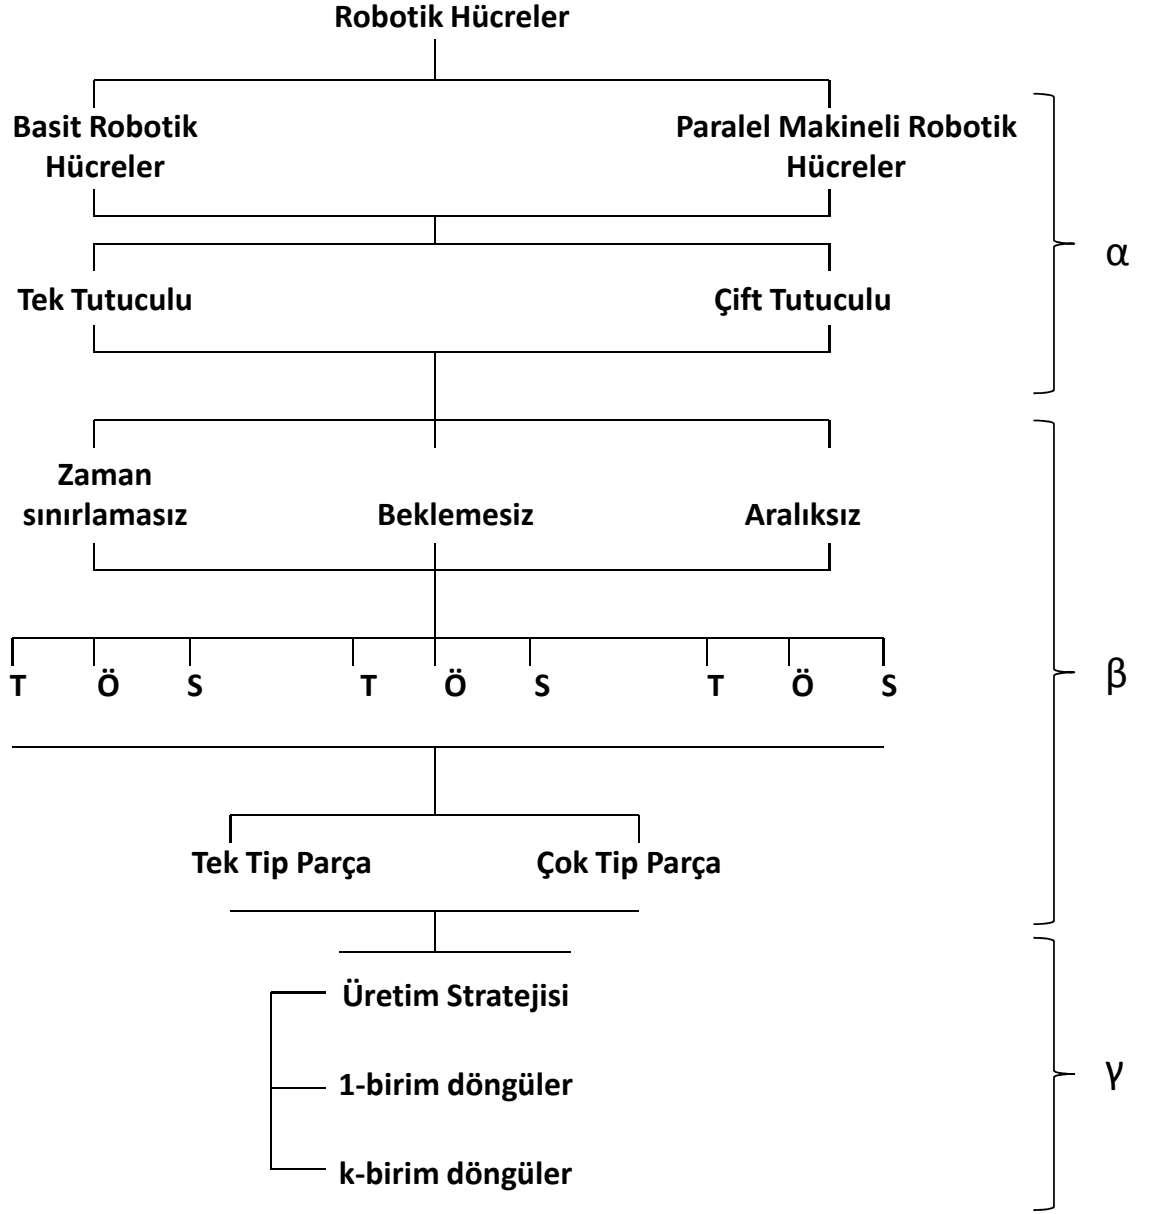 Robotik Hücreler
Basit Robotik
Hücreler
Paralel Makineli Robotik
Hücreler
α
Tek Tutuculu
Çift Tutuculu
Zaman
sınırlamasız
Beklemesiz
Aralıksız
T Ö S T Ö S T Ö S
β
Tek Tip Parça
Çok Tip Parça
Üretim Stratejisi
1-birim döngüler
γ
k-birim döngüler